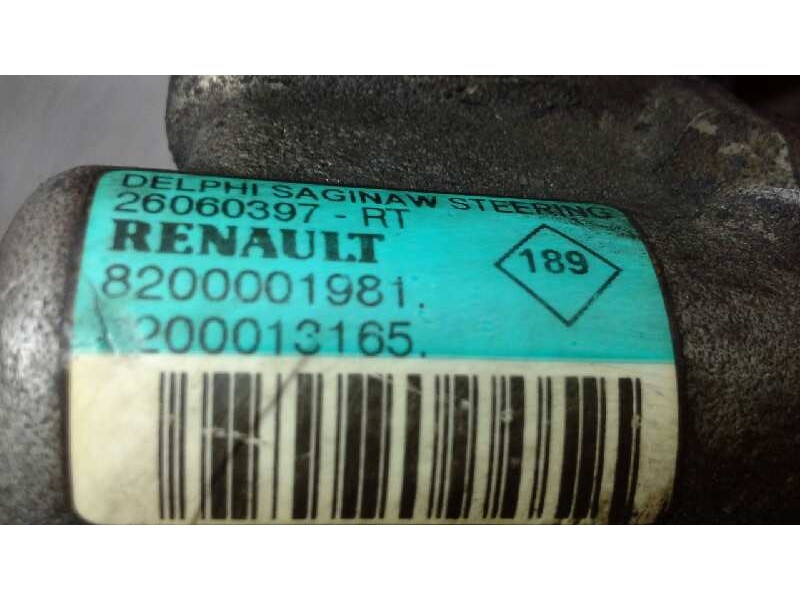 DELPHI SAGINAW STEERING
26060397 - RT
RENAULT
189
8200001981.
200013165.